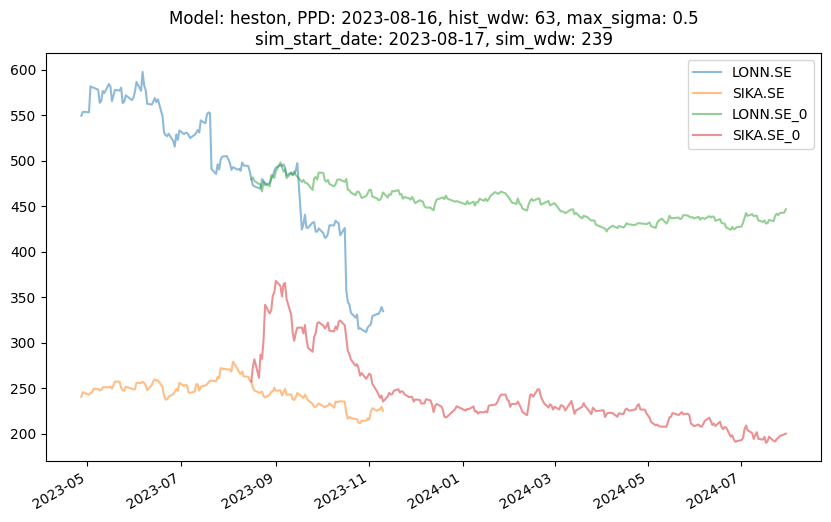 Model: heston, PPD: 2023-08-16, hist_wdw: 63, max_sigma: 0.5
sim_start_date: 2023-08-17, sim_wdw: 239
LONN.SE
SIKA.SE
LONN.SE_0
SIKA.SE_0
600
550
500
450
400
350
300
250
200
2023-05
2023-07
2023-09
2023-11
2024-01
2024-03
2024-05
2024-07